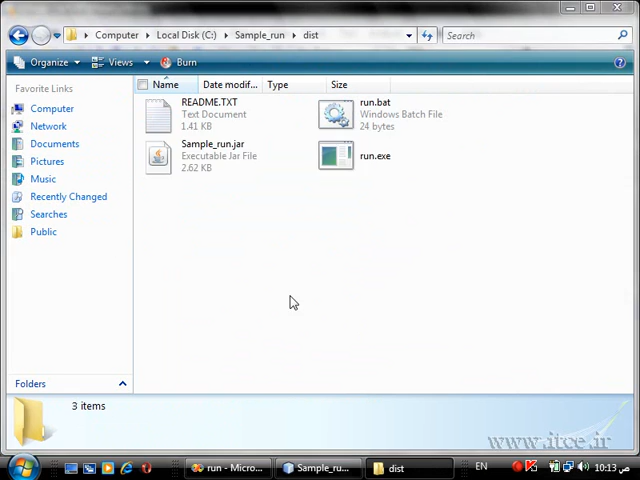 Computer
Local Disk (C:)
Sample_run
dist
Search
Organize
Views
Burn
Favorite Links
Computer
Network
Documents
Pictures
Music
Recently Changed
Searches
Public
Folders
Name
Date modif...
Type
Size
README.TXT
Text Document
1.41 KB
run.bat
Windows Batch File
24 bytes
Sample_run.jar
Executable Jar File
2.62 KB
run.exe
3 items
www.itce.ir
run - Micro...
Sample_ru...
dist
EN
10:13 ص